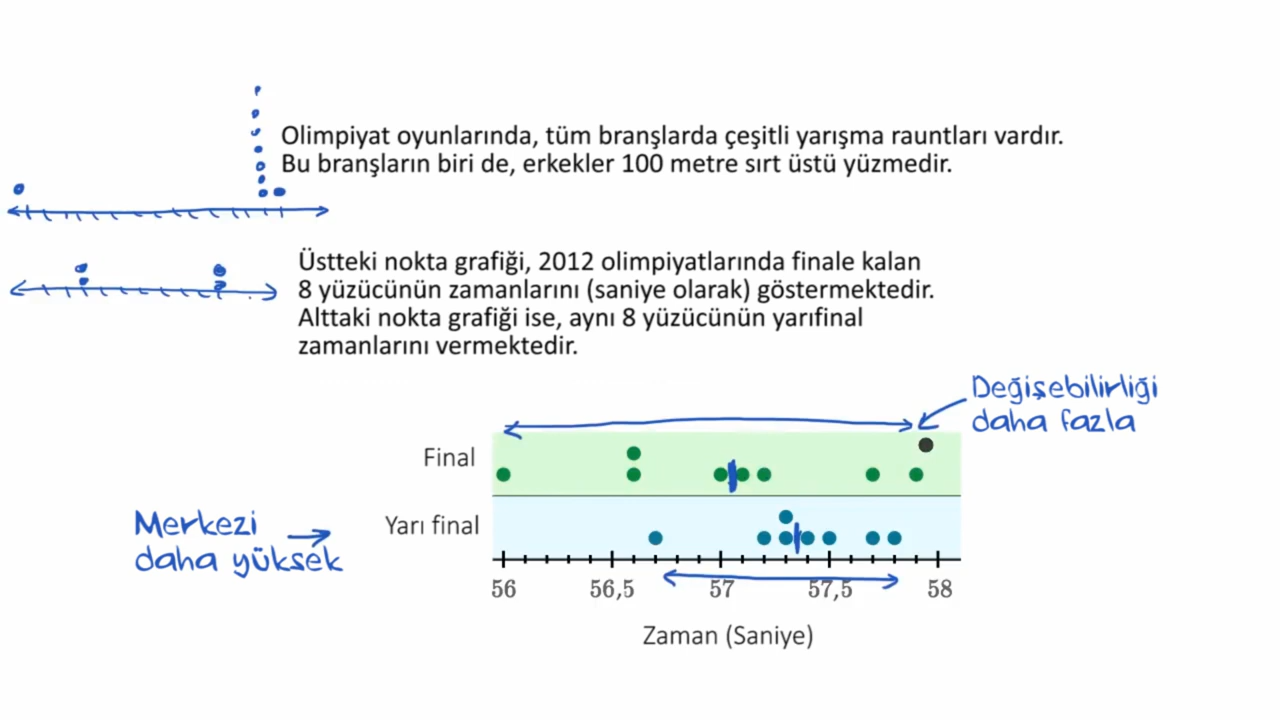 Olimpiyat oyunlarında, tüm branşlarda çeşitli yarışma rauntları vardır.
Bu branşların biri de, erkekler 100 metre sırt üstü yüzmedir.
Üstteki nokta grafiği, 2012 olimpiyatlarında finale kalan
8 yüzücünün zamanlarını (saniye olarak) göstermektedir.
Alttaki nokta grafiği ise, aynı 8 yüzücünün yarıfinal
zamanlarını vermektedir.
Değişebilirliği
daha fazla
Final
Merkezi
daha yüksek
Yarı final
56 56,5 57 57,5 58
Zaman (Saniye)